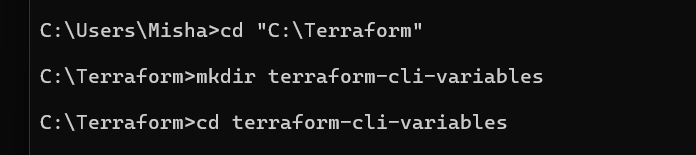 C:\Users\Misha>cd "C:\Terraform"
C:\Terraform>mkdir terraform-cli-variables
C:\Terraform>cd terraform-cli-variables